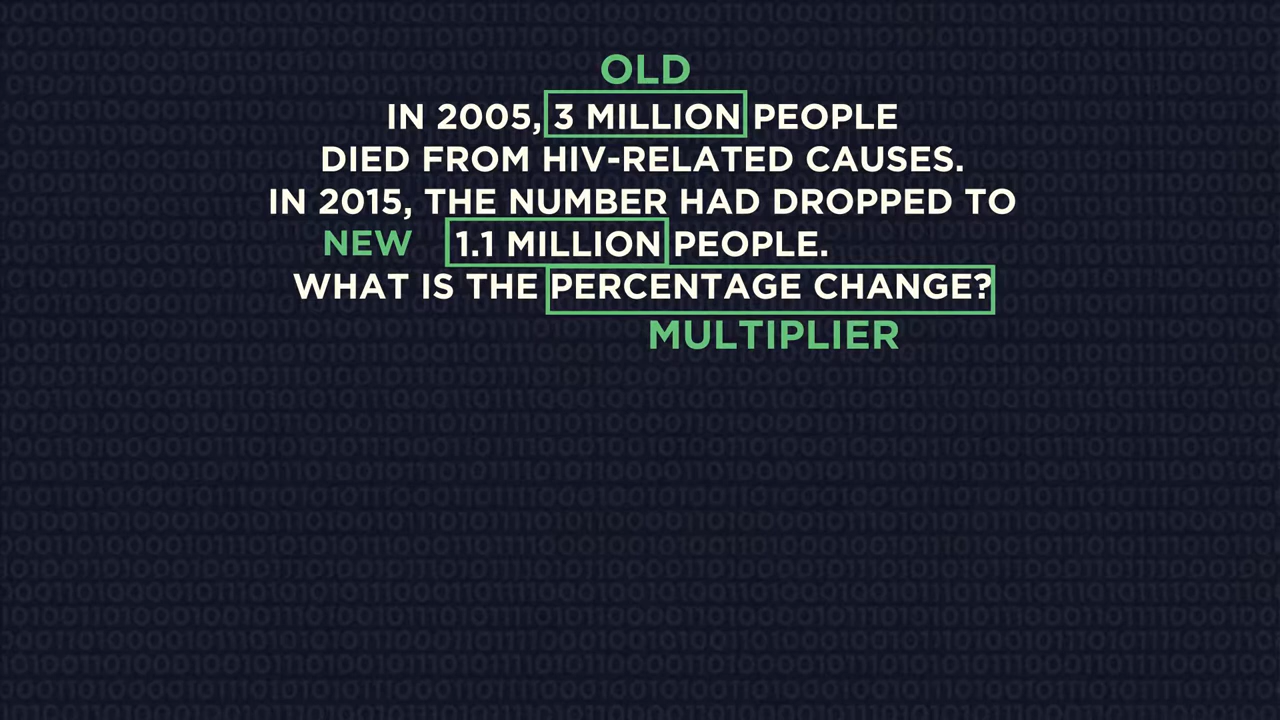 OLD
IN 2005, 3 MILLION PEOPLE
DIED FROM HIV-RELATED CAUSES.
IN 2015, THE NUMBER HAD DROPPED TO
NEW 1.1 MILLION PEOPLE.
WHAT IS THE PERCENTAGE CHANGE?
MULTIPLIER